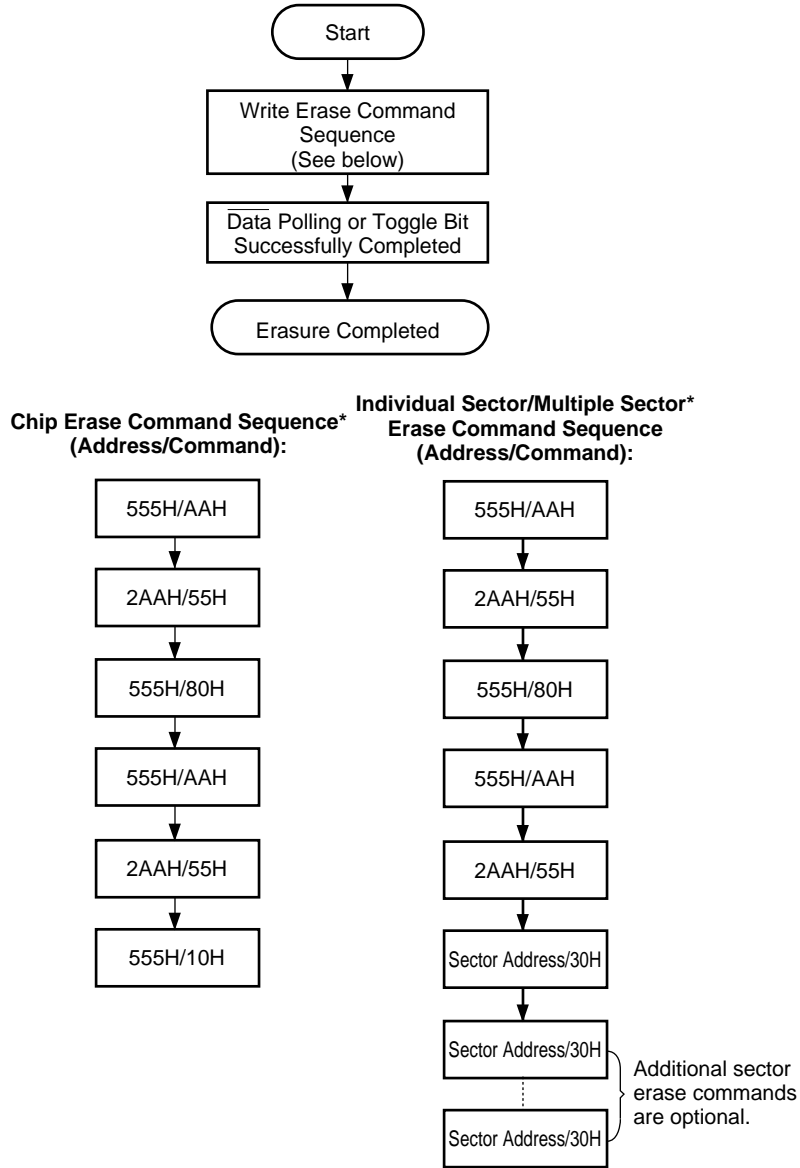 Start
Write Erase Command
Sequence
(See below)
Data Polling or Toggle Bit
Successfully Completed
Erasure Completed
Chip Erase Command Sequence*
(Address/Command):
555H/AAH
2AAH/55H
555H/80H
555H/AAH
2AAH/55H
555H/10H
Individual Sector/Multiple Sector*
Erase Command Sequence
(Address/Command):
555H/AAH
2AAH/55H
555H/80H
555H/AAH
2AAH/55H
Sector Address/30H
Sector Address/30H
Sector Address/30H
Additional sector
erase commands
are optional.